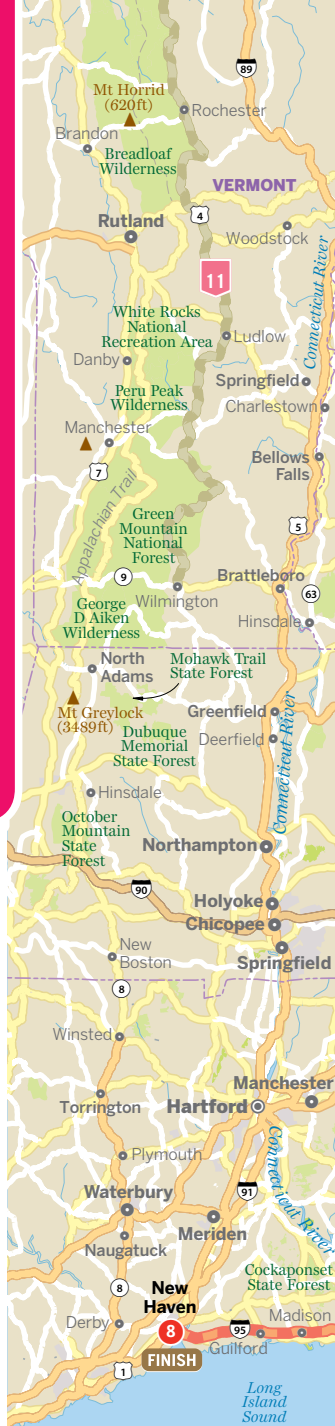 89
Mt Horrid
(620ft)
Rochester
Brandon
Breadloaf
Wilderness
VERMONT
4
Rutland
Woodstock
Connecticut River
11
White Rocks
National
Recreation Area
Ludlow
Danby
Springfield
Peru Peak
Wilderness
Charlestown
Manchester
Bellows
Falls
7
Appalachian Trail
Green
Mountain
National
Forest
5
9
Brattleboro
Wilmington
63
George
D Aiken
Wilderness
Hinsdale
North
Adams
Mohawk Trail
State Forest
Mt Greylock
(3489ft)
Greenfield
Connecticut River
Dubuque
Memorial
State Forest
Deerfield
Hinsdale
October
Mountain
State
Forest
Northampton
90
Holyoke
Chicopee
New
Boston
Springfield
8
Winsted
Manchester
Torrington
Hartford
Connecticut River
Plymouth
91
Waterbury
Meriden
Naugatuck
Cockaponset
State Forest
8
New
Haven
Derby
8
95
Madison
Guilford
FINISH
1
Long
Island
Sound